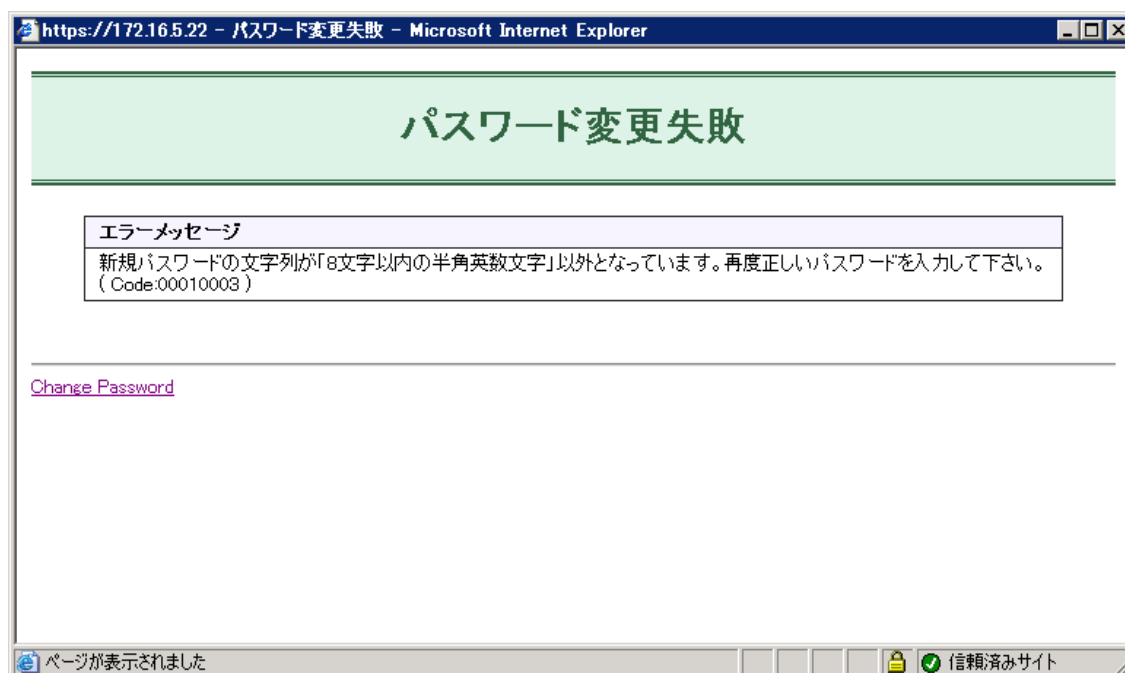 https://172.16.5.22 - パスワード変更失敗 - Microsoft Internet Explorer
パスワード変更失敗
エラーメッセージ
新規パスワードの文字列が「8文字以内の半角英数文字」以外となっています。再度正しいパスワードを入力して下さい。
( Code:00010003 )
Change Password
ページが表示されました
信頼済みサイト